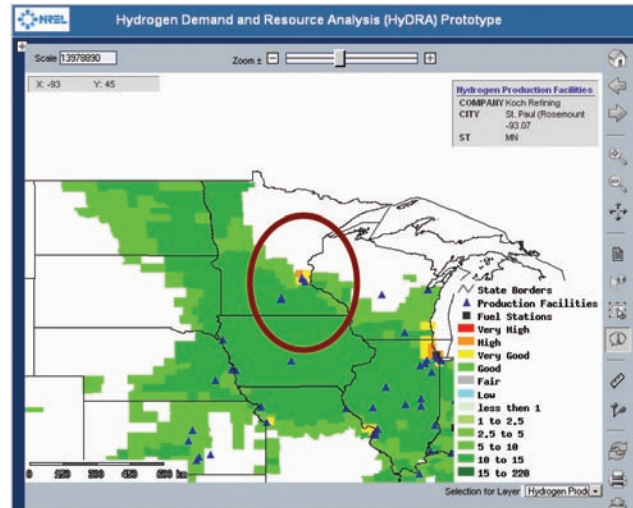 NREL Hydrogen Demand and Resource Analysis (HyDRA) Prototype
Scale 13978890 Zoom ±
X: -93 Y: 45
Hydrogen Production Facilities
COMPANY Koch Refining
CITY St. Paul (Rosemount
-93.07
ST MN
State Borders
Production Facilities
Fuel Stations
Very High
High
Very Good
Good
Fair
Low
less then 1
1 to 2.5
2.5 to 5
5 to 10
10 to 15
15 to 220
0
Selection for Layer Hydrogen Prod